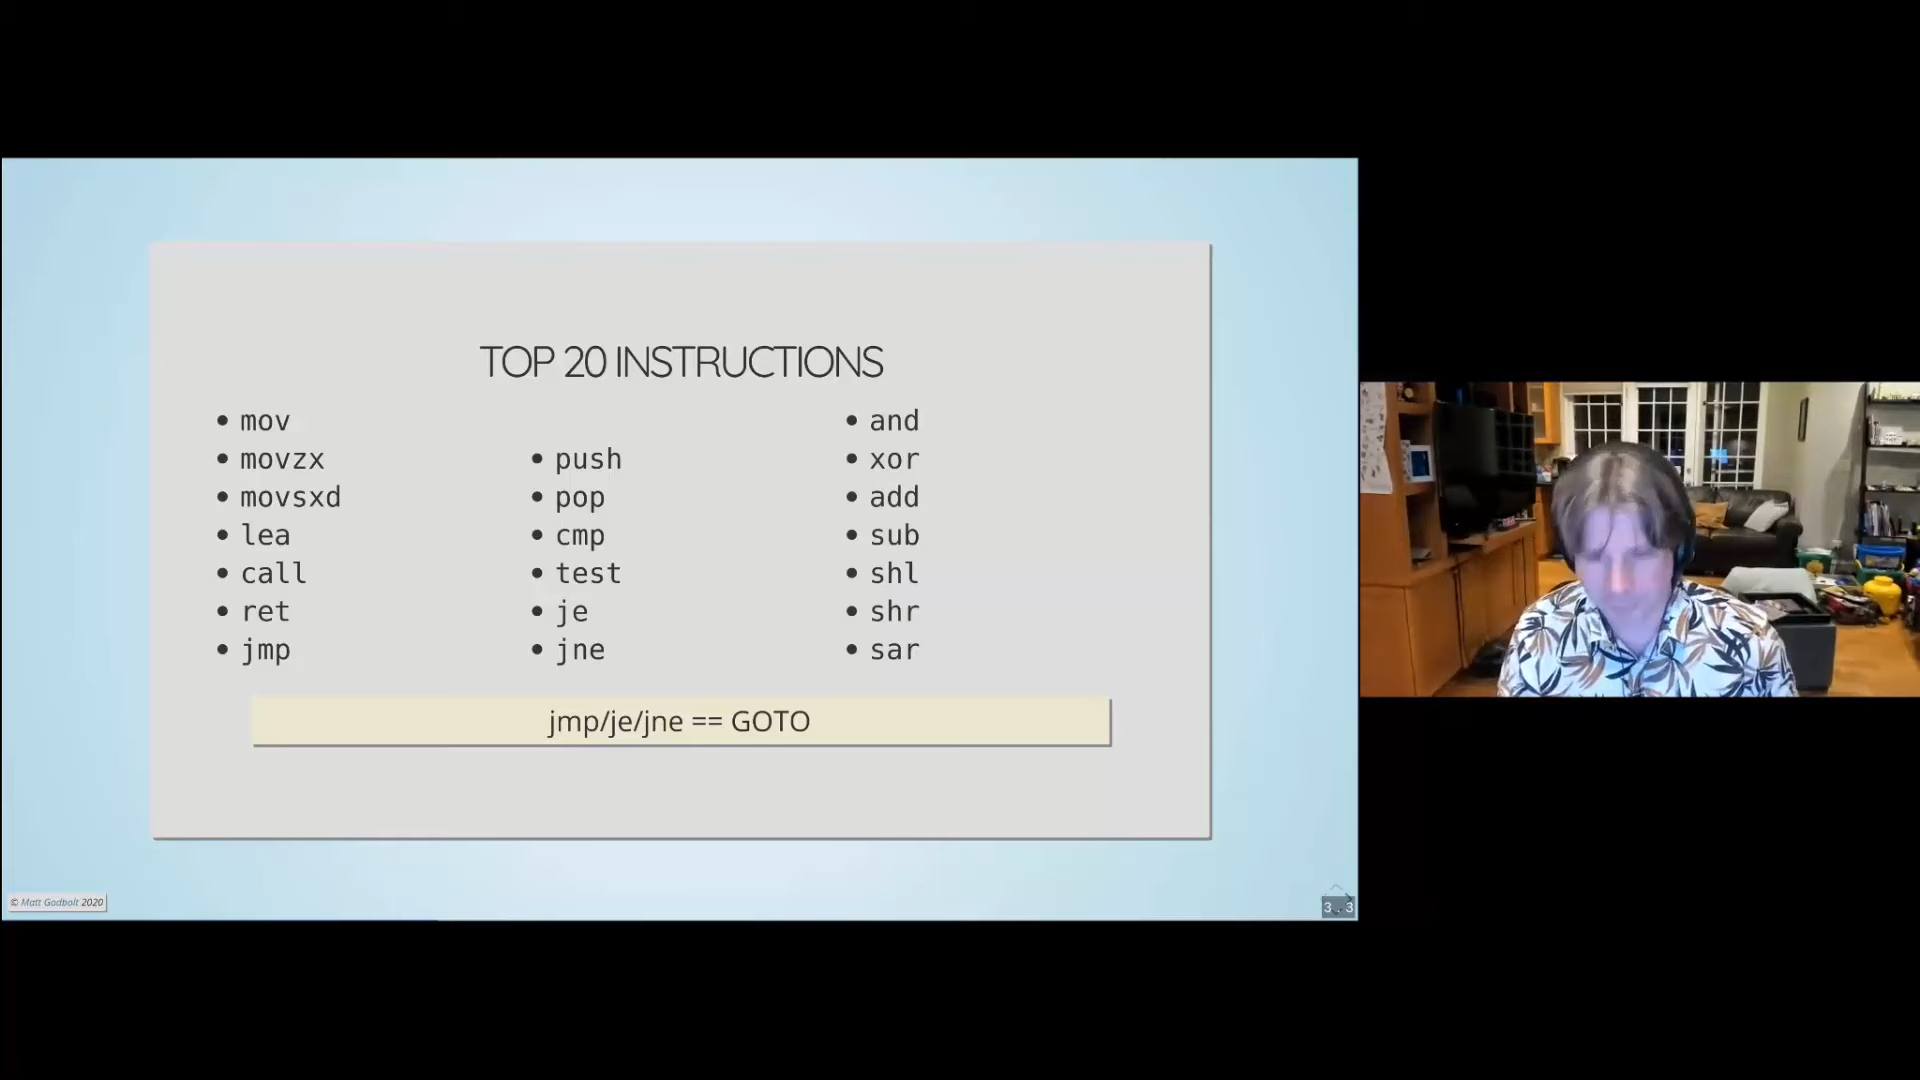 TOP 20 INSTRUCTIONS
mov
movzx
movsxd
lea
call
ret
jmp
push
pop
cmp
test
je
jne
and
xor
add
sub
shl
shr
sar
jmp/je/jne == GOTO
© Matt Godbolt 2020
3.3